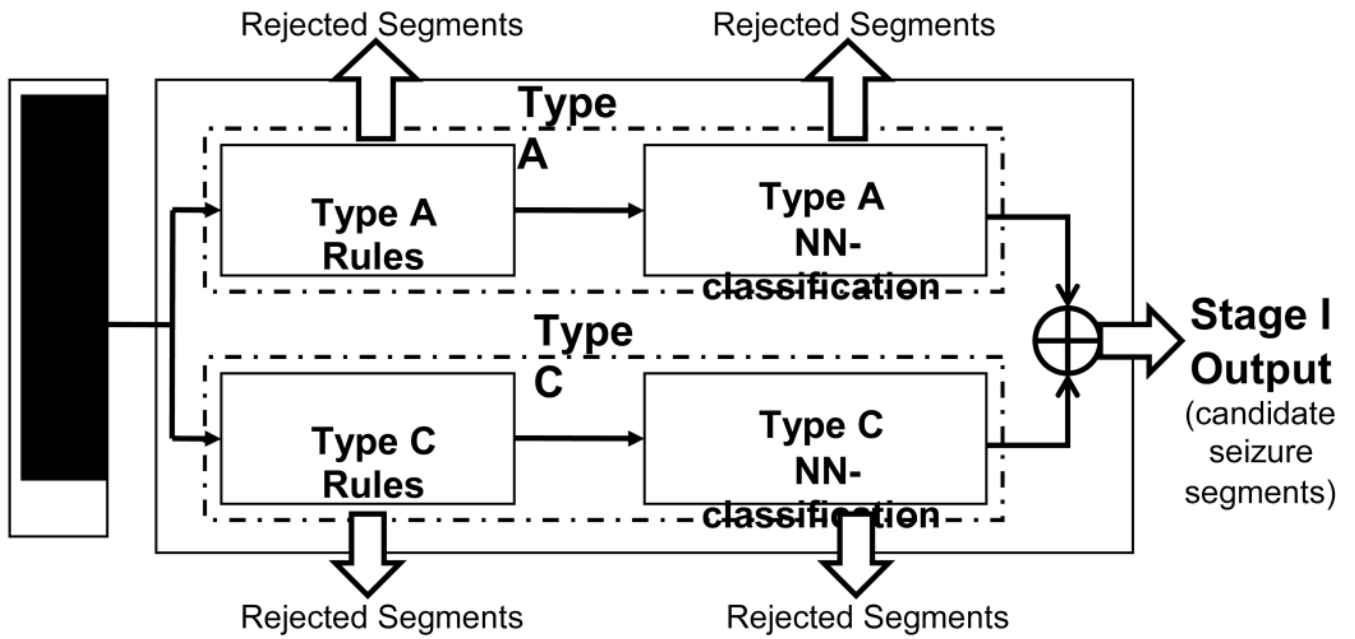 Rejected Segments
Rejected Segments
Type
A
Type A
Rules
Type A
NN-
classification
Type
C
Type C
Rules
Type C
NN-
classification
Stage I
Output
(candidate
seizure
segments)
Rejected Segments
Rejected Segments